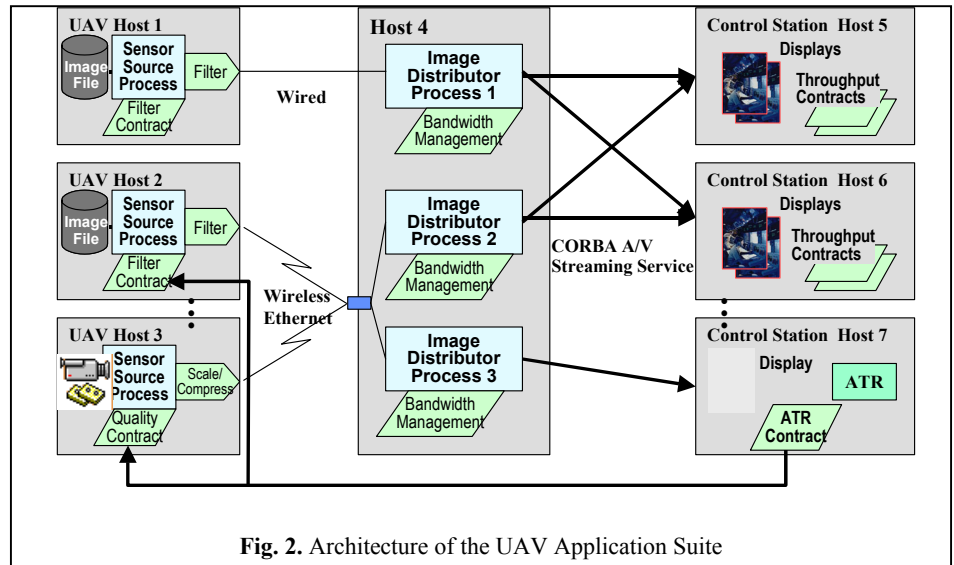 UAV Host 1
Image
File
Sensor
Source
Process
Filter
Filter
Contract
UAV Host 2
Image
File
Sensor
Source
Process
Filter
Filter
Contract
UAV Host 3
Sensor
Source
Process
Scale/
Compress
Quality
Contract
Wired
Wireless
Ethernet
Host 4
Image
Distributor
Process 1
Bandwidth
Management
Image
Distributor
Process 2
Bandwidth
Management
Image
Distributor
Process 3
Bandwidth
Management
CORBA A/V
Streaming Service
Control Station Host 5
Displays
Throughput
Contracts
Control Station Host 6
Displays
Throughput
Contracts
Control Station Host 7
Display
ATR
ATR
Contract
Fig. 2. Architecture of the UAV Application Suite